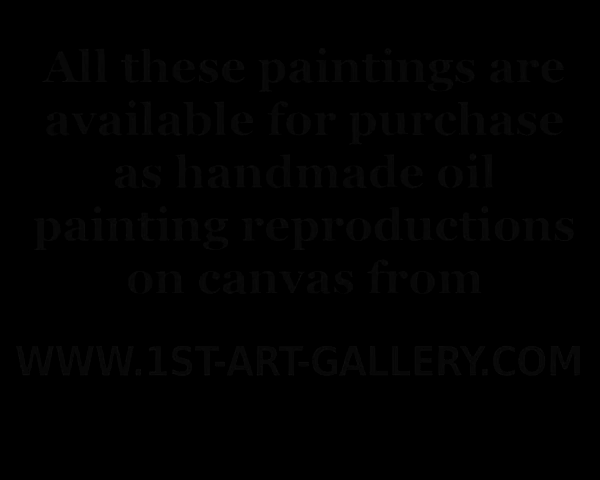 All these paintings are
available for purchase
as handmade oil
painting reproductions
on canvas from
WWW.1ST-ART-GALLERY.COM